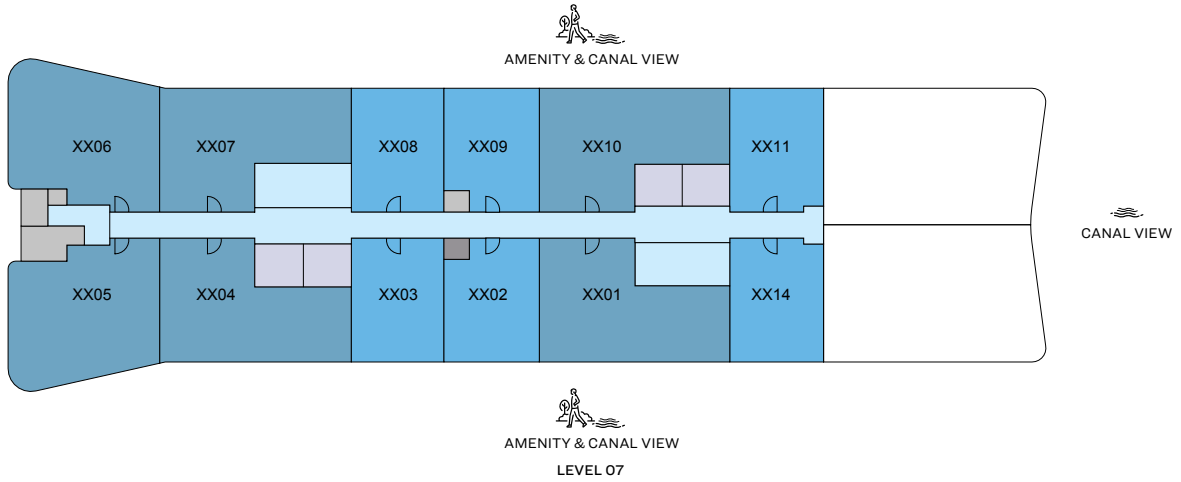 AMENITY & CANAL VIEW
XX06 XX07 XX08 XX09 XX10 XX11
CANAL VIEW
XX05 XX04 XX03 XX02 XX01 XX14
AMENITY & CANAL VIEW
LEVEL 07